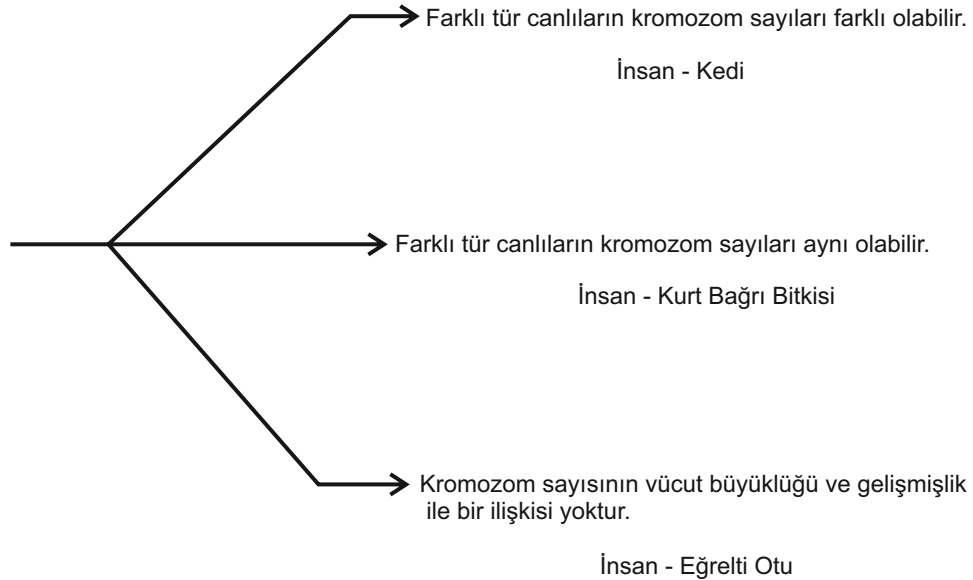 Farklı tür canlıların kromozom sayıları farklı olabilir.
İnsan - Kedi
Farklı tür canlıların kromozom sayıları aynı olabilir.
İnsan - Kurt Bağrı Bitkisi
Kromozom sayısının vücut büyüklüğü ve gelişmişlik
ile bir ilişkisi yoktur.
İnsan - Eğrelti Otu